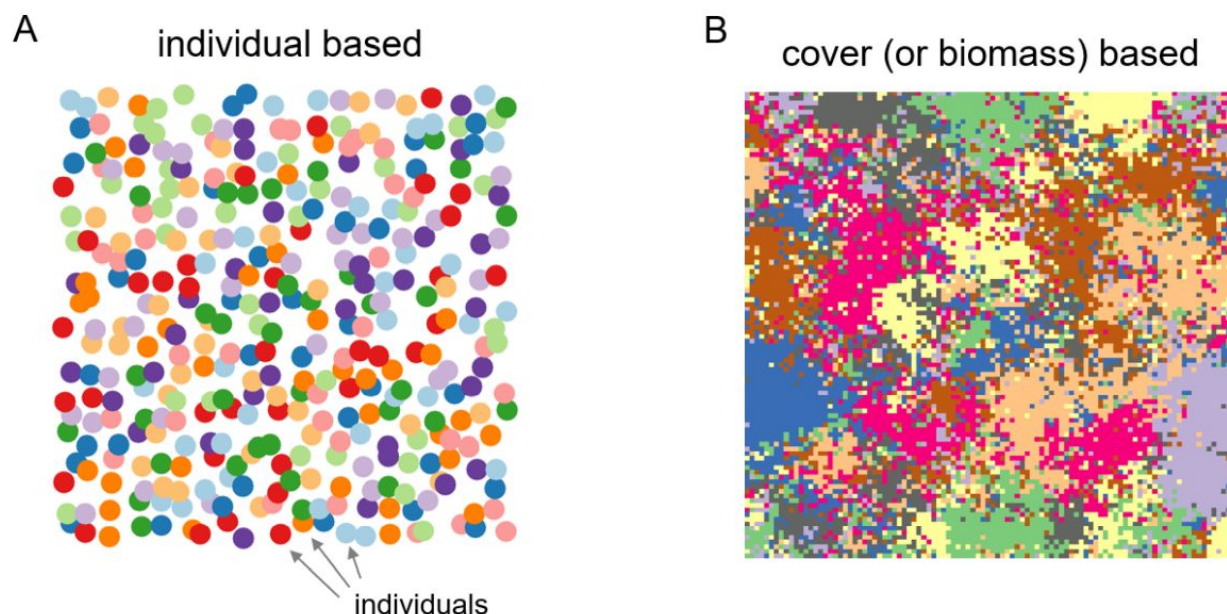 A
individual based
individuals
B
cover (or biomass) based